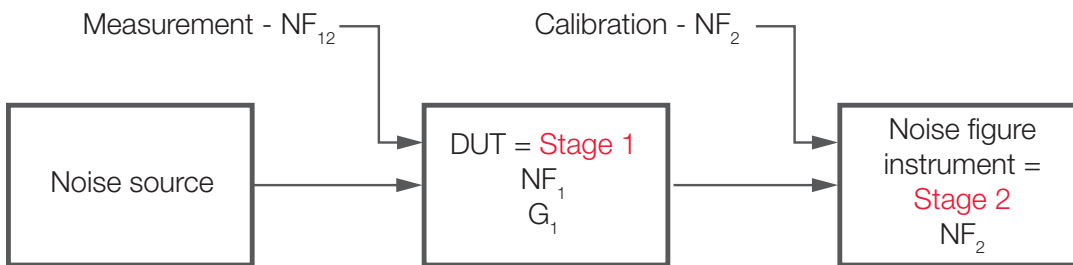 Measurement - NF₁₂
Calibration - NF₂
Noise source
DUT = Stage 1
NF₁
G₁
Noise figure
instrument =
Stage 2
NF₂